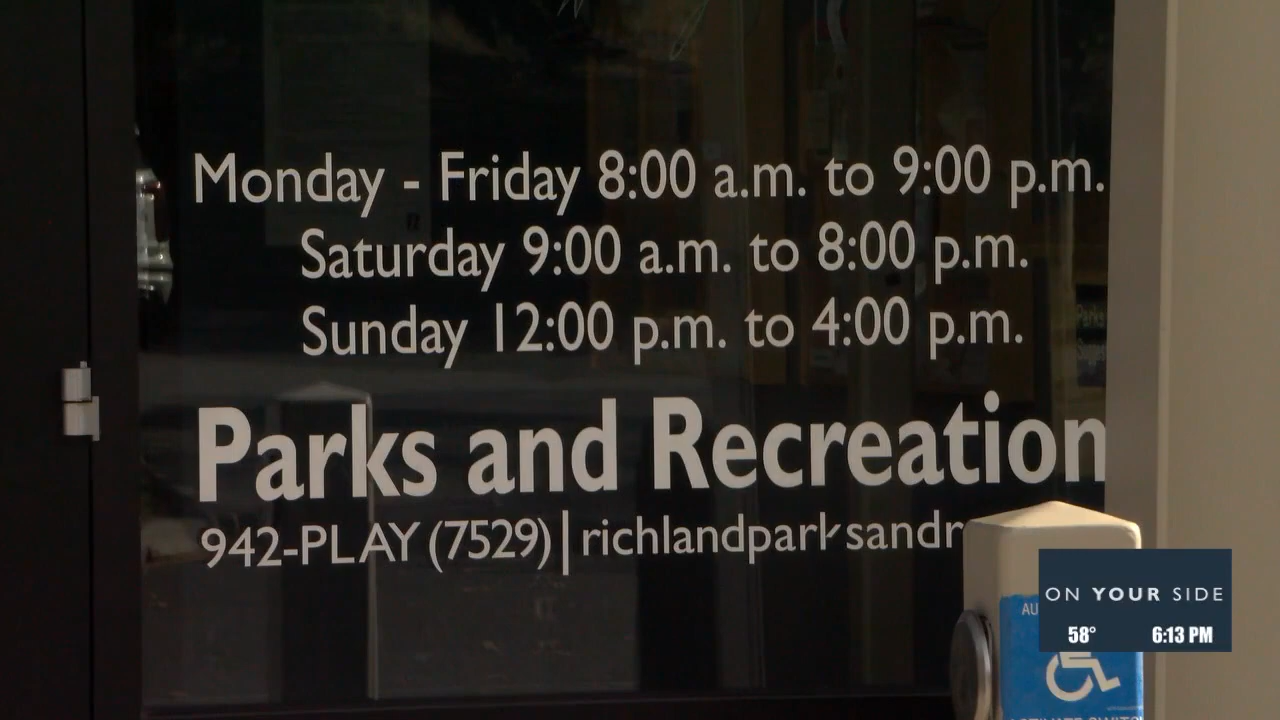 Monday - Friday 8:00 a.m. to 9:00 p.m.
Saturday 9:00 a.m. to 8:00 p.m.
Sunday 12:00 p.m. to 4:00 p.m.
Parks and Recreation
942-PLAY (7529)|richlandparksandr
ON YOUR SIDE
58° 6:13 PM